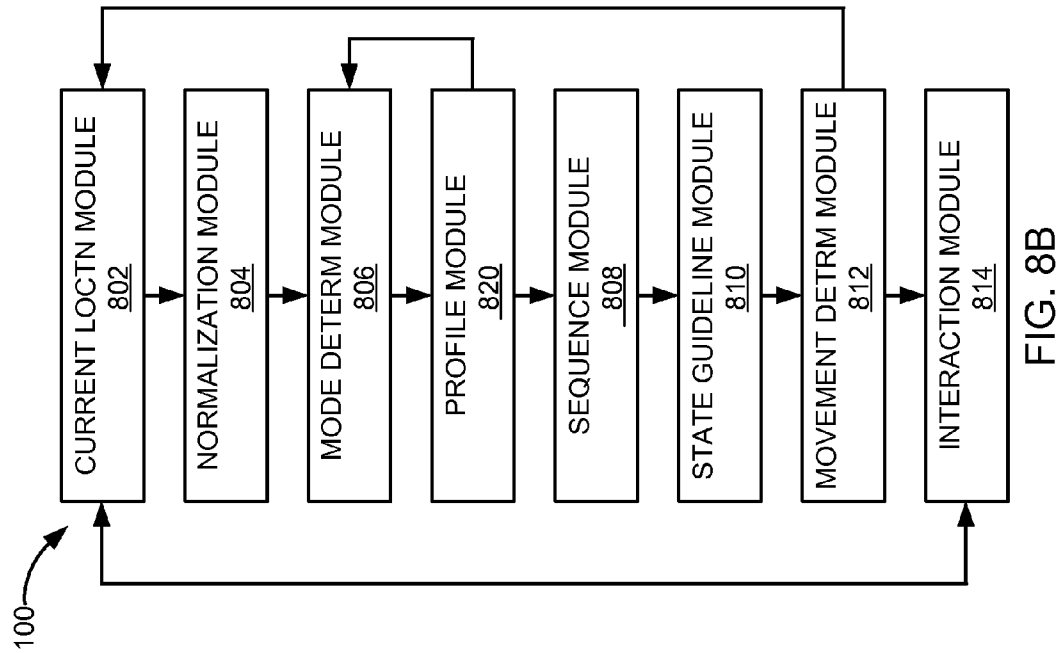 100
CURRENT LOCTN MODULE
802
NORMALIZATION MODULE
804
MODE DETERM MODULE
806
PROFILE MODULE
820
SEQUENCE MODULE
808
STATE GUIDELINE MODULE
810
MOVEMENT DETRM MODULE
812
INTERACTION MODULE
814
FIG. 8B